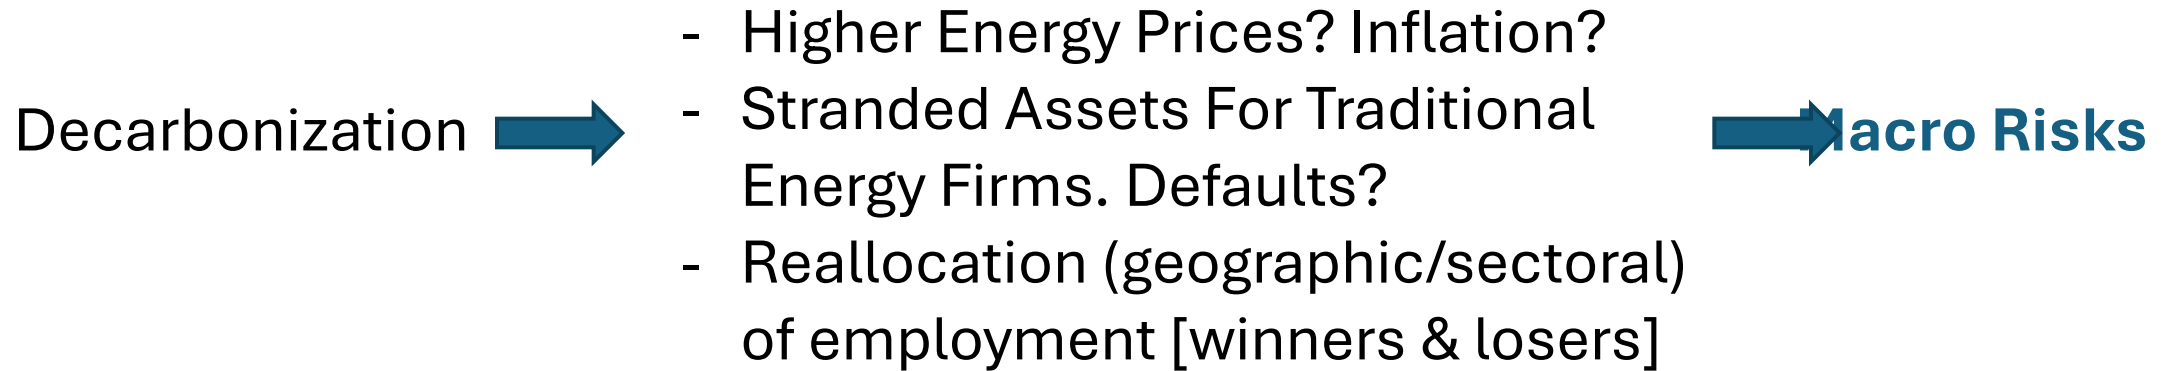 - Higher Energy Prices? Inflation?
Decarbonization
- Stranded Assets For Traditional
Energy Firms. Defaults?
- Reallocation (geographic/sectoral)
of employment [winners & losers]
Macro Risks